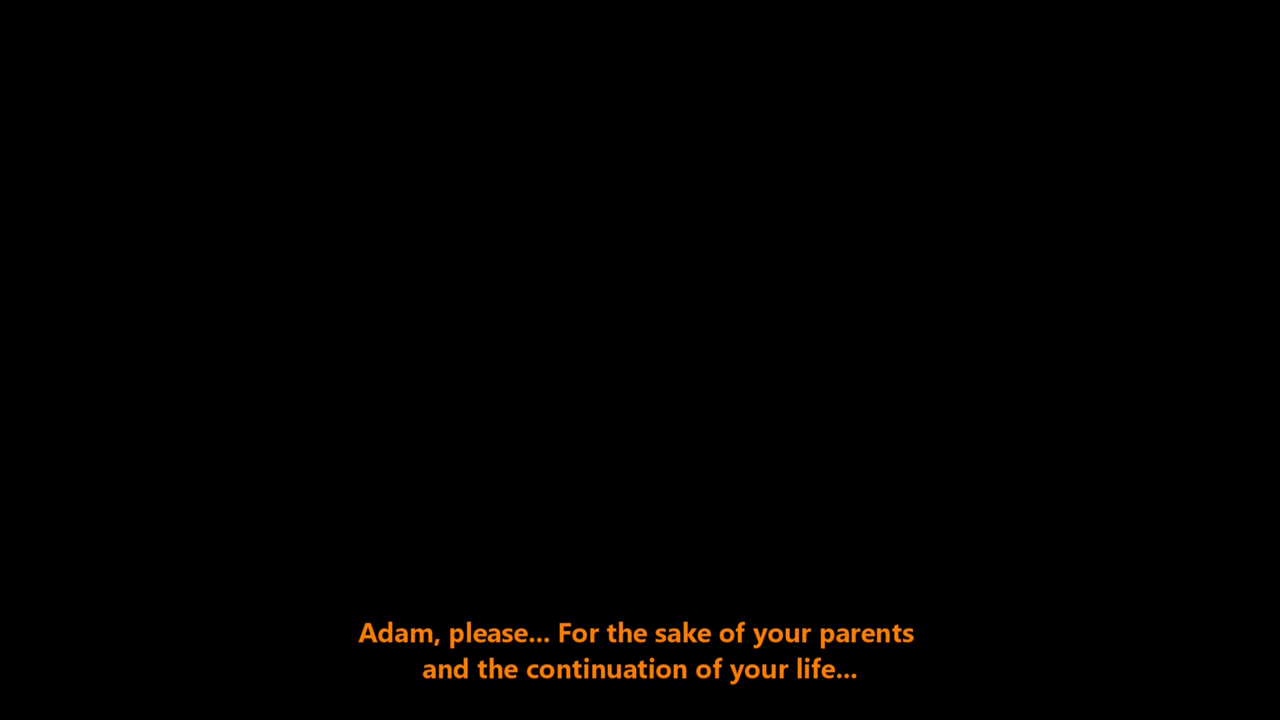 Adam, please... For the sake of your parents
and the continuation of your life...